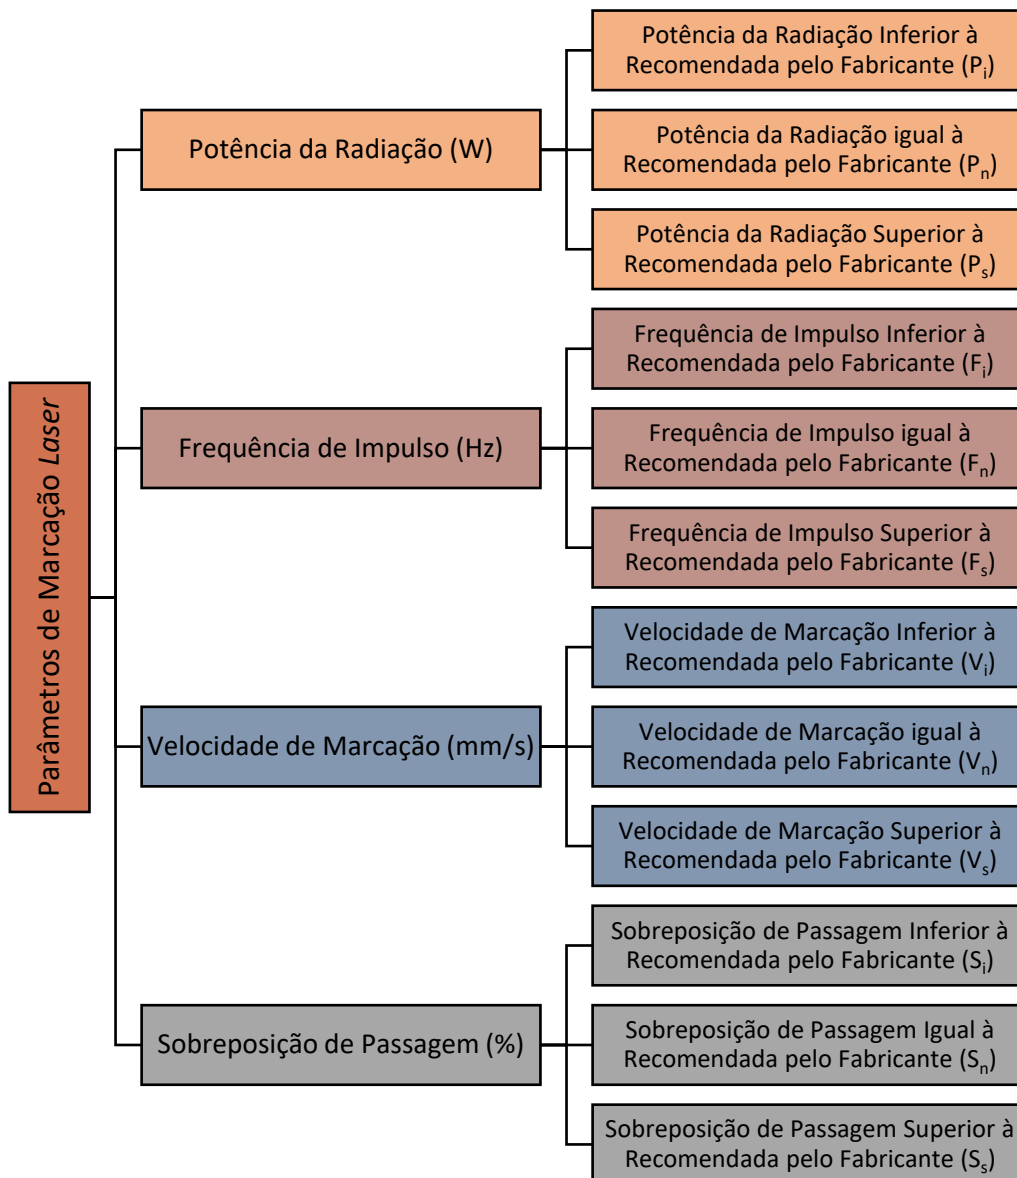 Parâmetros de Marcação Laser
Potência da Radiação (W)
Potência da Radiação Inferior à
Recomendada pelo Fabricante (Pi)
Potência da Radiação igual à
Recomendada pelo Fabricante (Pn)
Potência da Radiação Superior à
Recomendada pelo Fabricante (Ps)
Frequência de Impulso (Hz)
Frequência de Impulso Inferior à
Recomendada pelo Fabricante (Fi)
Frequência de Impulso igual à
Recomendada pelo Fabricante (Fn)
Frequência de Impulso Superior à
Recomendada pelo Fabricante (Fs)
Velocidade de Marcação (mm/s)
Velocidade de Marcação Inferior à
Recomendada pelo Fabricante (Vi)
Velocidade de Marcação igual à
Recomendada pelo Fabricante (Vn)
Velocidade de Marcação Superior à
Recomendada pelo Fabricante (Vs)
Sobreposição de Passagem (%)
Sobreposição de Passagem Inferior à
Recomendada pelo Fabricante (Si)
Sobreposição de Passagem Igual à
Recomendada pelo Fabricante (Sn)
Sobreposição de Passagem Superior à
Recomendada pelo Fabricante (Ss)